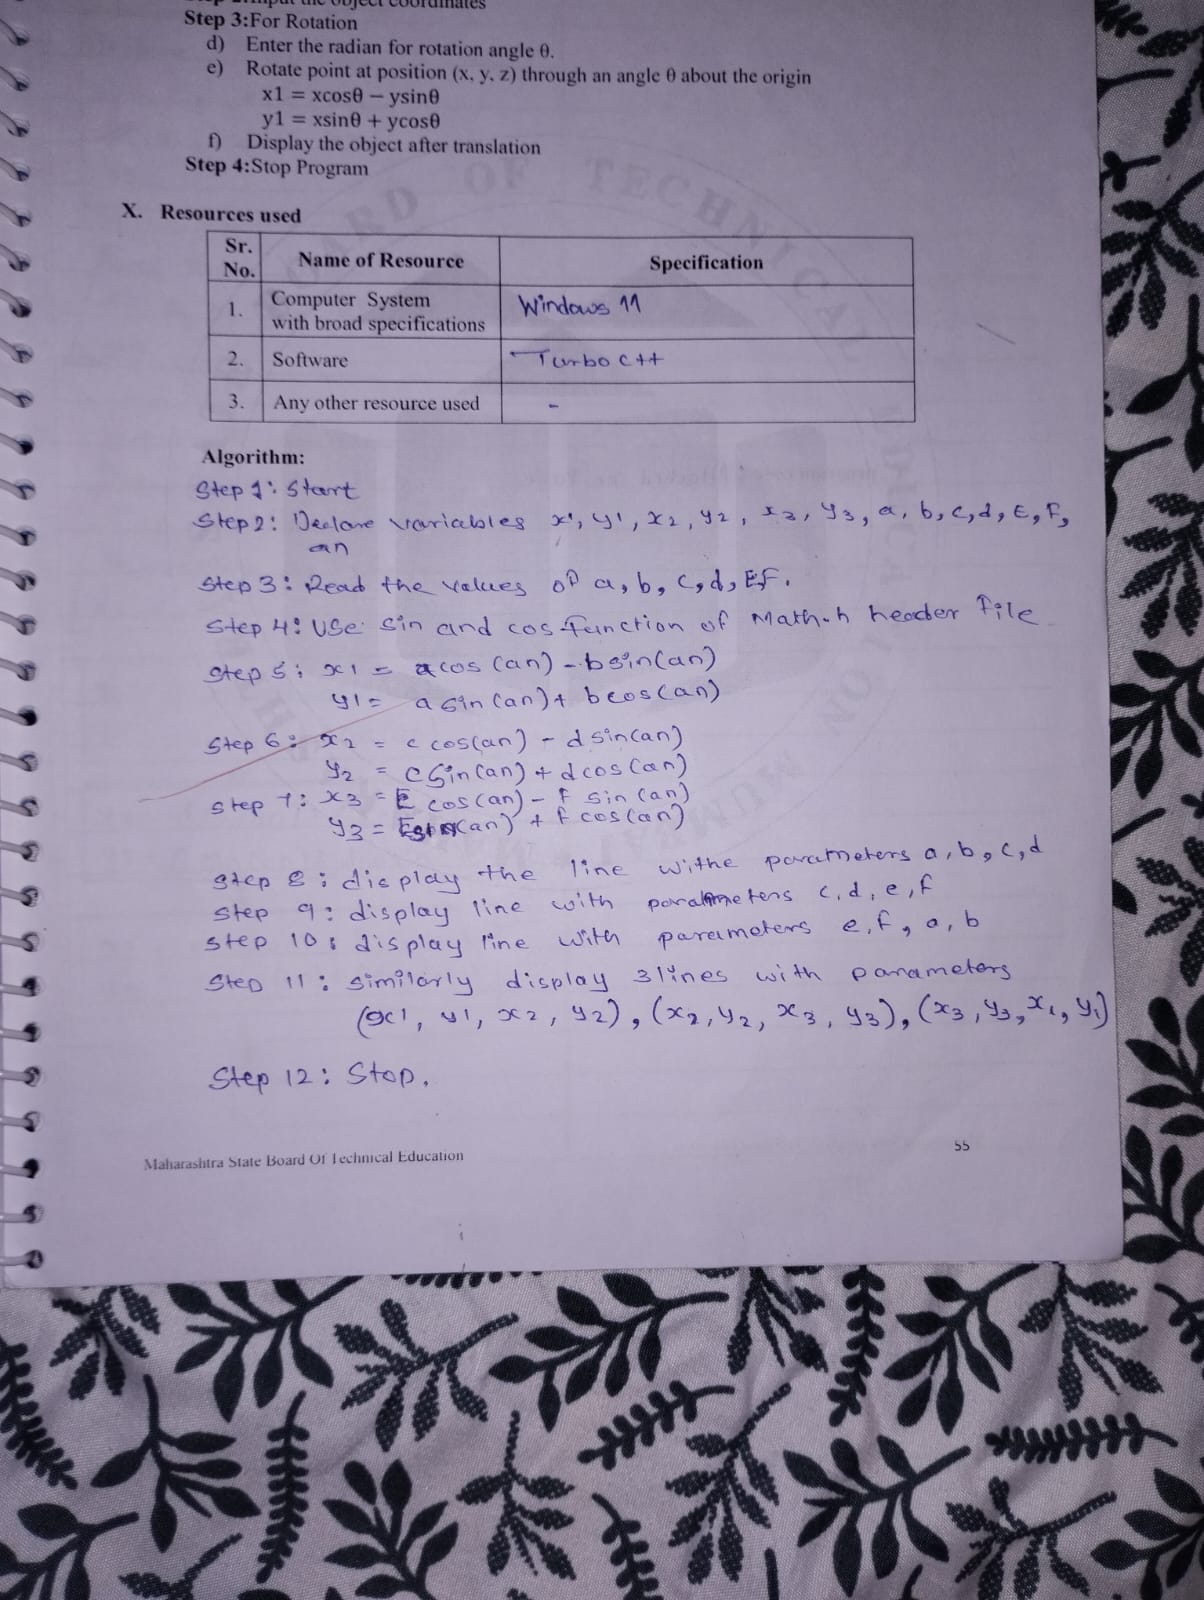 Step 2:Input the object coordinates
Step 3:For Rotation
d) Enter the radian for rotation angle θ.
e) Rotate point at position (x, y, z) through an angle θ about the origin
x1 = xcosθ – ysinθ
y1 = xsinθ + ycosθ
f) Display the object after translation
Step 4:Stop Program
X. Resources used
Sr. No. Name of Resource Specification
1. Computer System with broad specifications Windows 11
2. Software Turbo C++
3. Any other resource used -
Algorithm:
Step 1: Start
Step 2: Declare variables x1, y1, x2, y2, x3, y3, a, b, c, d, E, F,
an
Step 3: Read the values of a, b, c, d, E F.
Step 4: Use sin and cos function of Math.h header file
Step 5: x1 = a cos (an) - b sin(an)
y1 = a sin (an) + b cos(an)
Step 6: x2 = c cos(an) - d sin(an)
y2 = c Sin(an) + d cos(an)
Step 7: x3 = E cos(an) - f sin (an)
y3 = Esin(an) + f cos(an)
Step 8: display the line withe parameters a, b, c, d
Step 9: display line with parameters c, d, e, f
Step 10: display line with parameters e, f, a, b
Step 11: similarly display 3 lines with parameters
(x1, y1, x2, y2), (x2, y2, x3, y3), (x3, y3, x1, y1)
Step 12: Stop.
Maharashtra State Board Of Technical Education 55